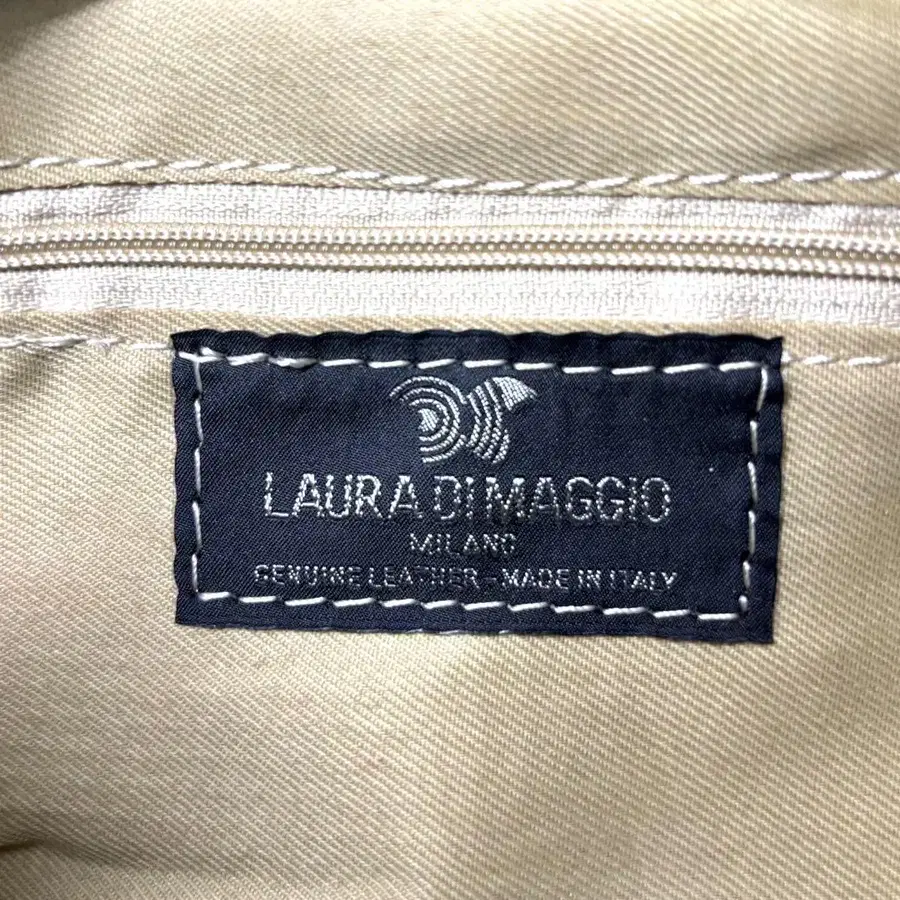 LAURA DI MAGGIO
MILANO
GENUINE LEATHER - MADE IN ITALY